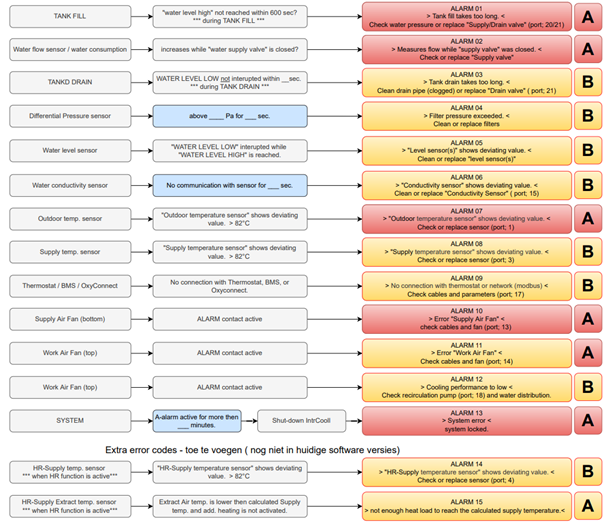 TANK FILL
"water level high" not reached within 600 sec?
*** during TANK FILL ***
ALARM 01
> Tank fill takes too long. <
Check water pressure or replace "Supply/Drain valve" (port; 20/21)
A
Water flow sensor / water consumption
increases while "water supply valve" is closed?
ALARM 02
> Measures flow while "supply valve" was closed. <
Check or replace "Supply valve"
A
TANKD DRAIN
WATER LEVEL LOW not interupted within __sec.
*** during TANK DRAIN ***
ALARM 03
> Tank drain takes too long. <
Clean drain pipe (clogged) or replace "Drain valve" ( port; 21)
B
Differential Pressure sensor
above ____ Pa for ___ sec.
ALARM 04
> Filter pressure exceeded. <
Clean or replace filters
B
Water level sensor
"WATER LEVEL LOW" interupted while
"WATER LEVEL HIGH" is reached.
ALARM 05
> "Level sensor(s)" shows deviating value. <
Clean or replace "level sensor(s)"
B
Water conductivity sensor
No communication with sensor for ___ sec.
ALARM 06
> "Conductivity sensor" shows deviating value. <
Clean or replace "Conductivity Sensor" ( port; 15)
B
Outdoor temp. sensor
"Outdoor temperature sensor" shows deviating
value. > 82°C
ALARM 07
> "Outdoor temperature sensor" shows deviating value. <
Check or replace sensor (port; 1)
A
Supply temp. sensor
"Supply temperature sensor" shows deviating
value. > 82°C
ALARM 08
> "Supply temperature sensor" shows deviating value. <
Check or replace sensor (port; 3)
B
Thermostat / BMS / OxyConnect
No connection with Thermostat, BMS, or
Oxyconnect.
ALARM 09
> No connection with thermostat or network (modbus) <
Check cables and parameters (port; 17)
B
Supply Air Fan (bottom)
ALARM contact active
ALARM 10
> Error "Supply Air Fan" <
check cables and fan (port; 13)
A
Work Air Fan (top)
ALARM contact active
ALARM 11
> Error "Work Air Fan" <
Check cables and fan (port; 14)
A
Work Air Fan (top)
ALARM contact active
ALARM 12
> Cooling performance to low <
Check recirculation pump (port; 18) and water distribution.
B
SYSTEM
A-alarm active for more then
___ minutes.
Shut-down IntrCooll
ALARM 13
> System error <
system locked.
A
Extra error codes - toe te voegen ( nog niet in huidige software versies)
HR-Supply temp. sensor
*** when HR function is active***
"HR-Supply temperature sensor" shows deviating
value. > 82°C
ALARM 14
> "HR-Supply temperature sensor" shows deviating value. <
Check or replace sensor (port; 4)
B
HR-Supply Extract temp. sensor
*** when HR function is active***
Extract Air temp. is lower then calculated Supply
temp. and add. heating is not activated.
ALARM 15
> not enough heat load to reach the calculated supply temperature.<
A